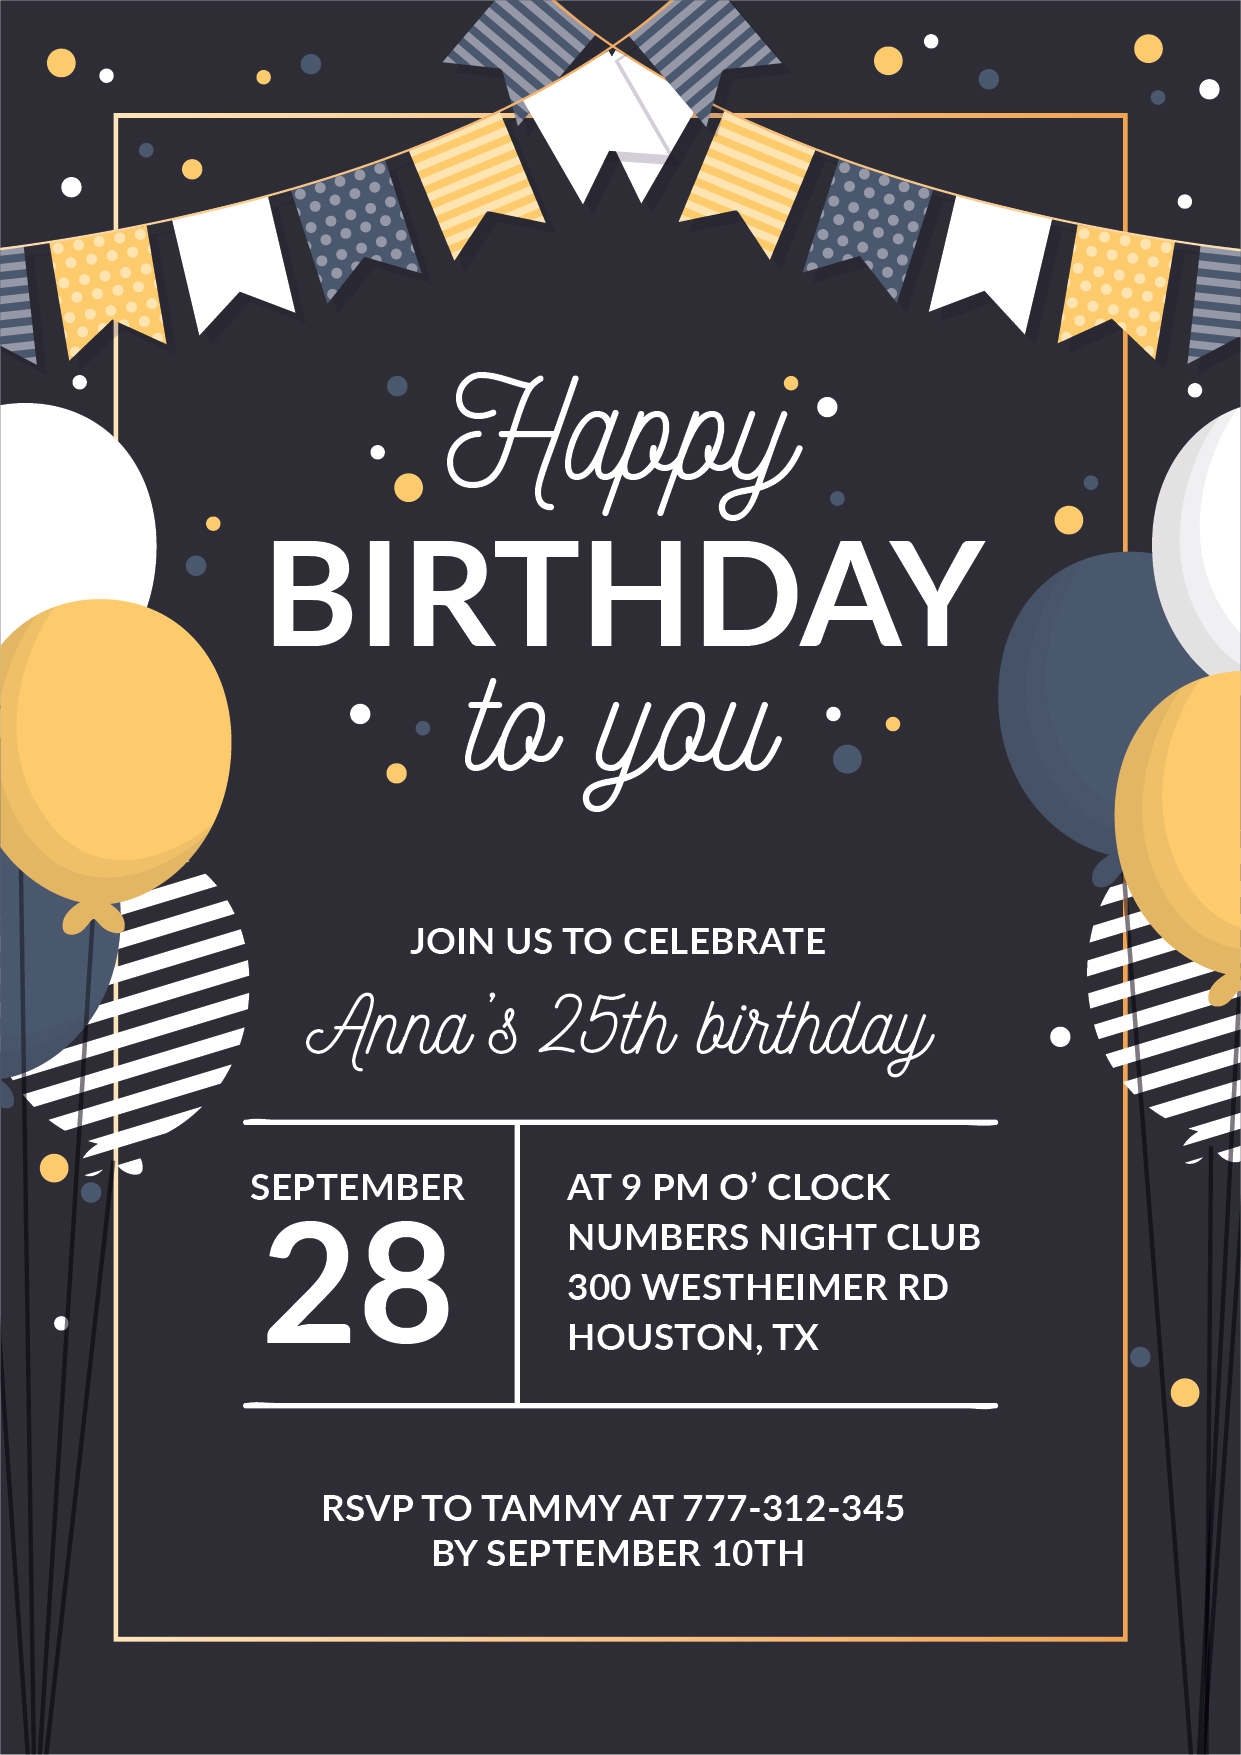 Happy
BIRTHDAY
to you
JOIN US TO CELEBRATE
Anna's 25th birthday
SEPTEMBER
28
AT 9 PM O' CLOCK
NUMBERS NIGHT CLUB
300 WESTHEIMER RD
HOUSTON, TX
RSVP TO TAMMY AT 777-312-345
BY SEPTEMBER 10TH